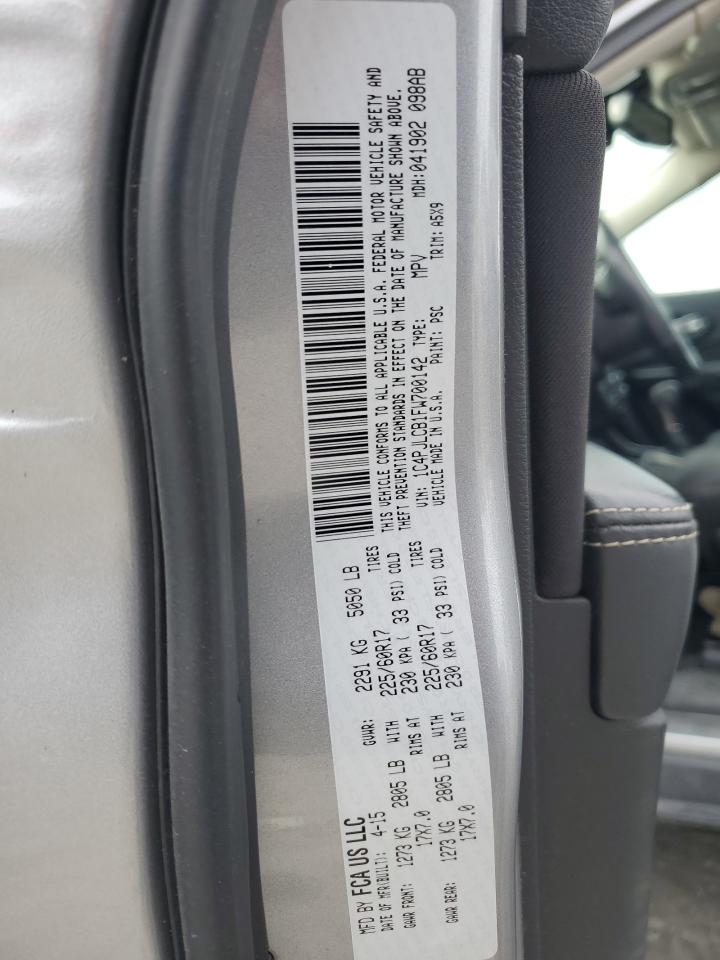 MFD BY FCA US LLC
DATE OF MFR(BUILT): 4-15 GVWR: 2291 KG 5050 LB
GAWR FRONT: 1273 KG 2805 LB WITH 225/60R17 TIRES
17X7.0 RIMS AT 230 KPA ( 33 PSI) COLD
GAWR REAR: 1273 KG 2805 LB WITH 225/60R17 TIRES
17X7.0 RIMS AT 230 KPA ( 33 PSI) COLD
THIS VEHICLE CONFORMS TO ALL APPLICABLE U.S.A. FEDERAL MOTOR VEHICLE SAFETY AND
THEFT PREVENTION STANDARDS IN EFFECT ON THE DATE OF MANUFACTURE SHOWN ABOVE.
VIN: 1C4PJLCB1FW700142 TYPE: MPV MDH:041902 098AB
VEHICLE MADE IN U.S.A. PAINT: PSC TRIM: A5X9